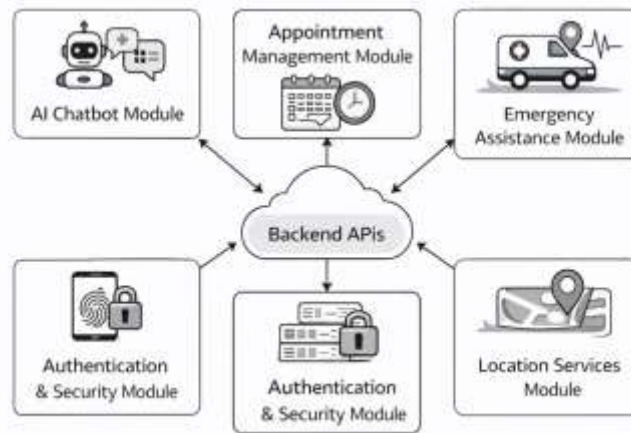 AI Chatbot Module
Appointment
Management Module
Emergency
Assistance Module
Backend APis
Authentication
& Security Module
Authentication
& Security Module
Location Services
Module